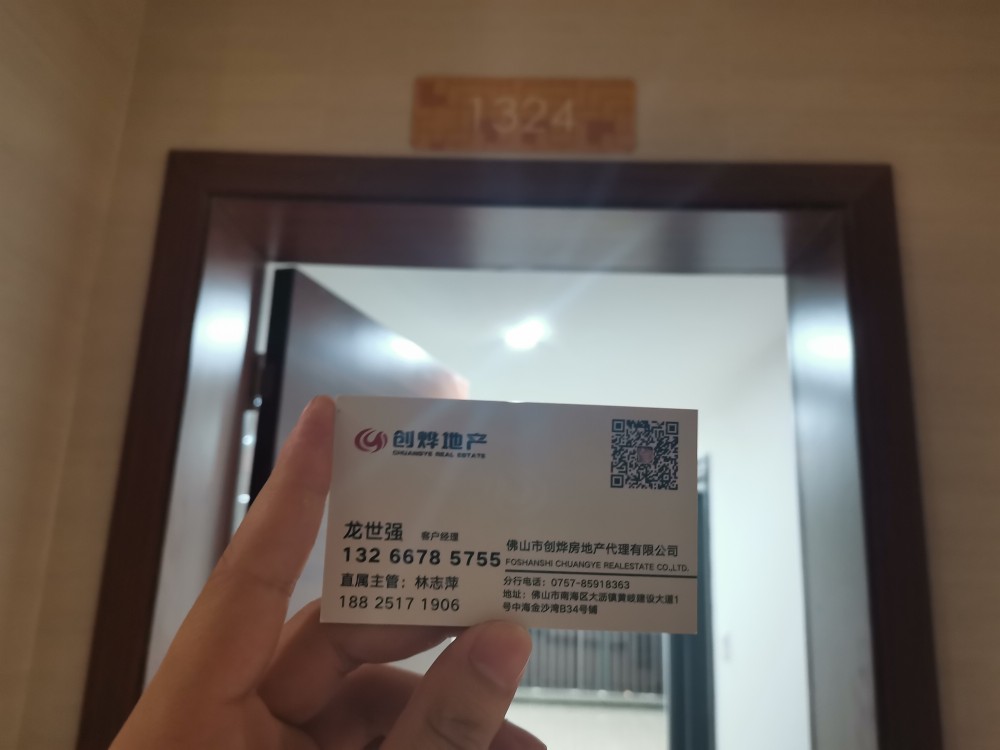 1324
创烨地产
CHUANGYE REAL ESTATE
龙世强 客户经理
132 6678 5755
直属主管：林志萍
188 2517 1906
佛山市创烨房地产代理有限公司
FOSHANSHI CHUANGYE REALESTATE CO.,LTD.
分行电话：0757-85918363
地址：佛山市南海区大沥镇黄岐建设大道1
号中海金沙湾B34号铺